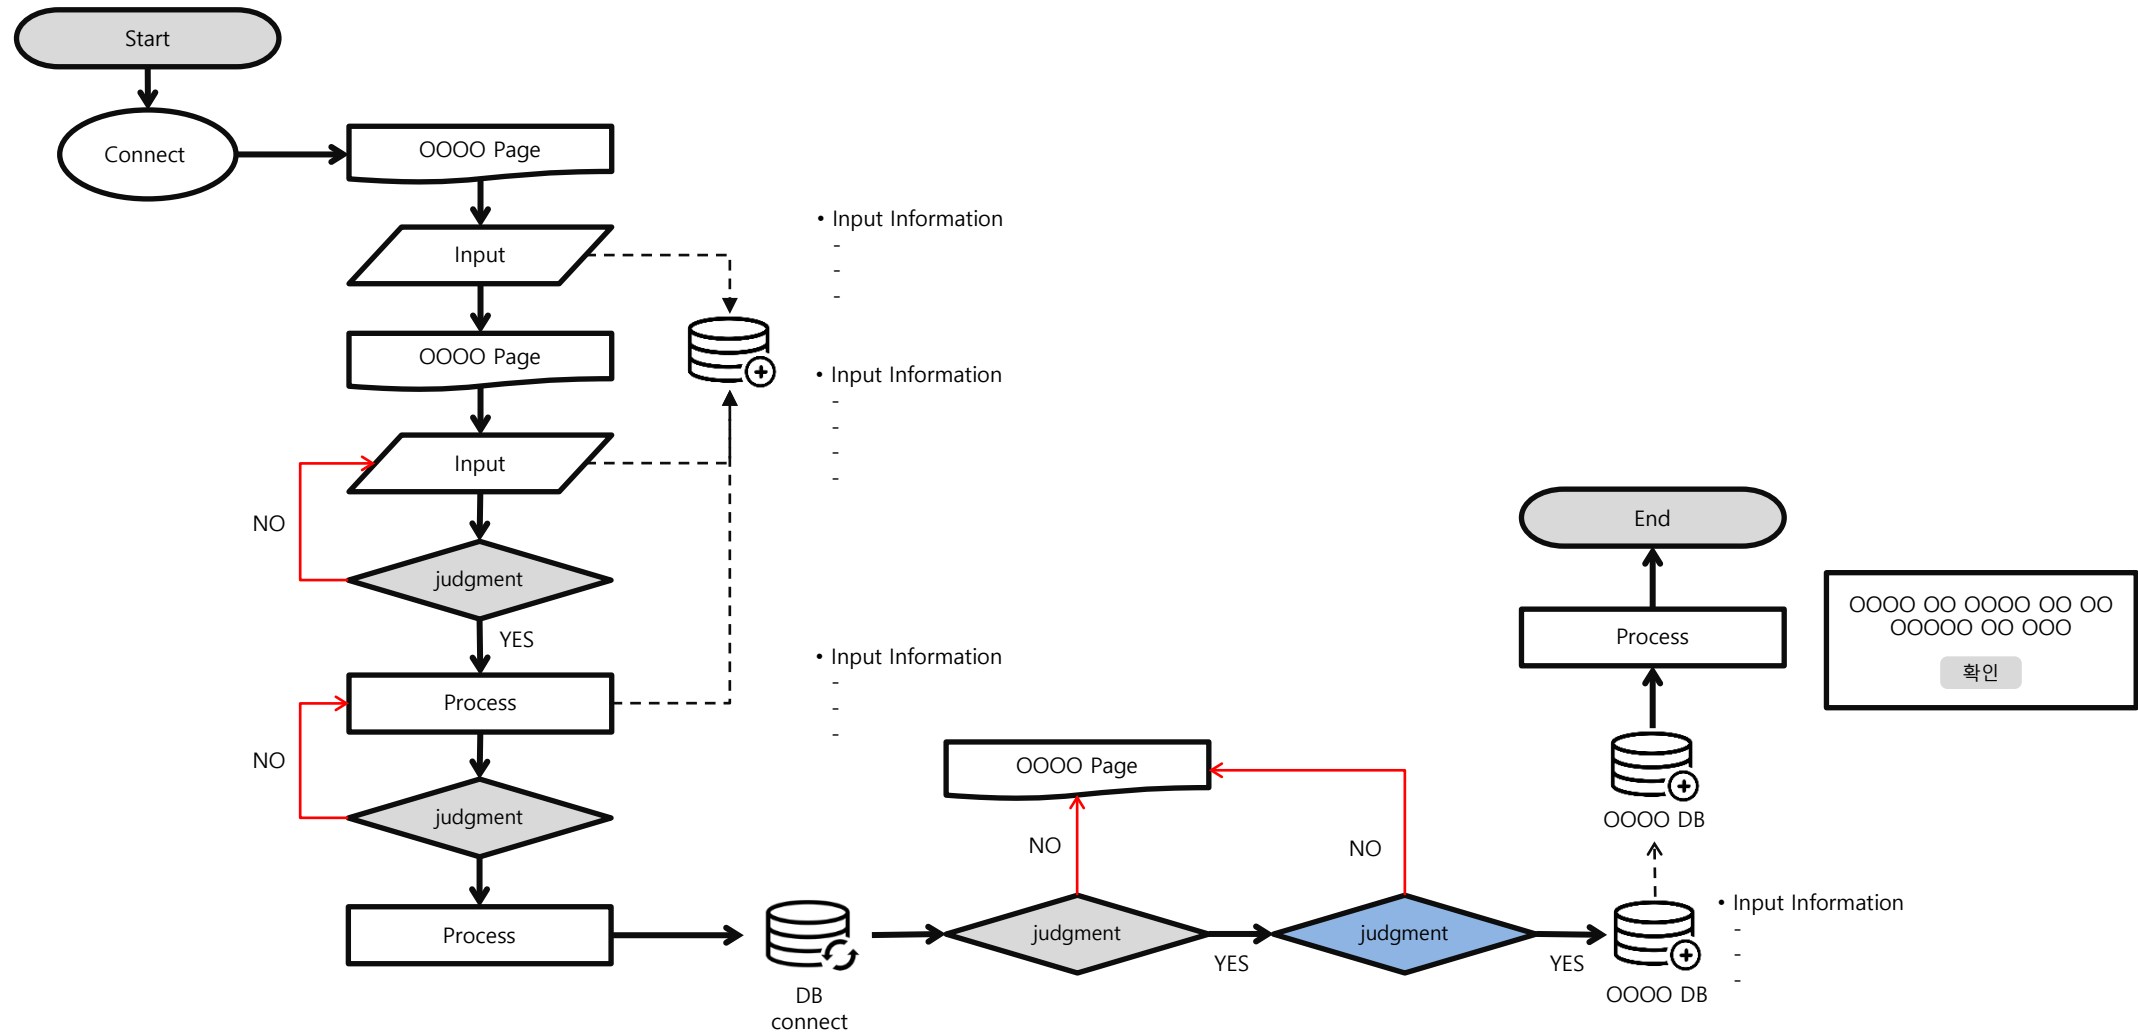 Start
Connect
OOOO Page
Input
• Input Information
-
-
-
OOOO Page
• Input Information
-
-
-
-
Input
NO
judgment
YES
Process
• Input Information
-
-
-
NO
judgment
Process
DB
connect
OOOO Page
NO
judgment
YES
NO
judgment
YES
OOOO DB
• Input Information
-
-
-
OOOO DB
Process
End
OOOO OO OOOO OO OO
OOOOO OO OOO
확인